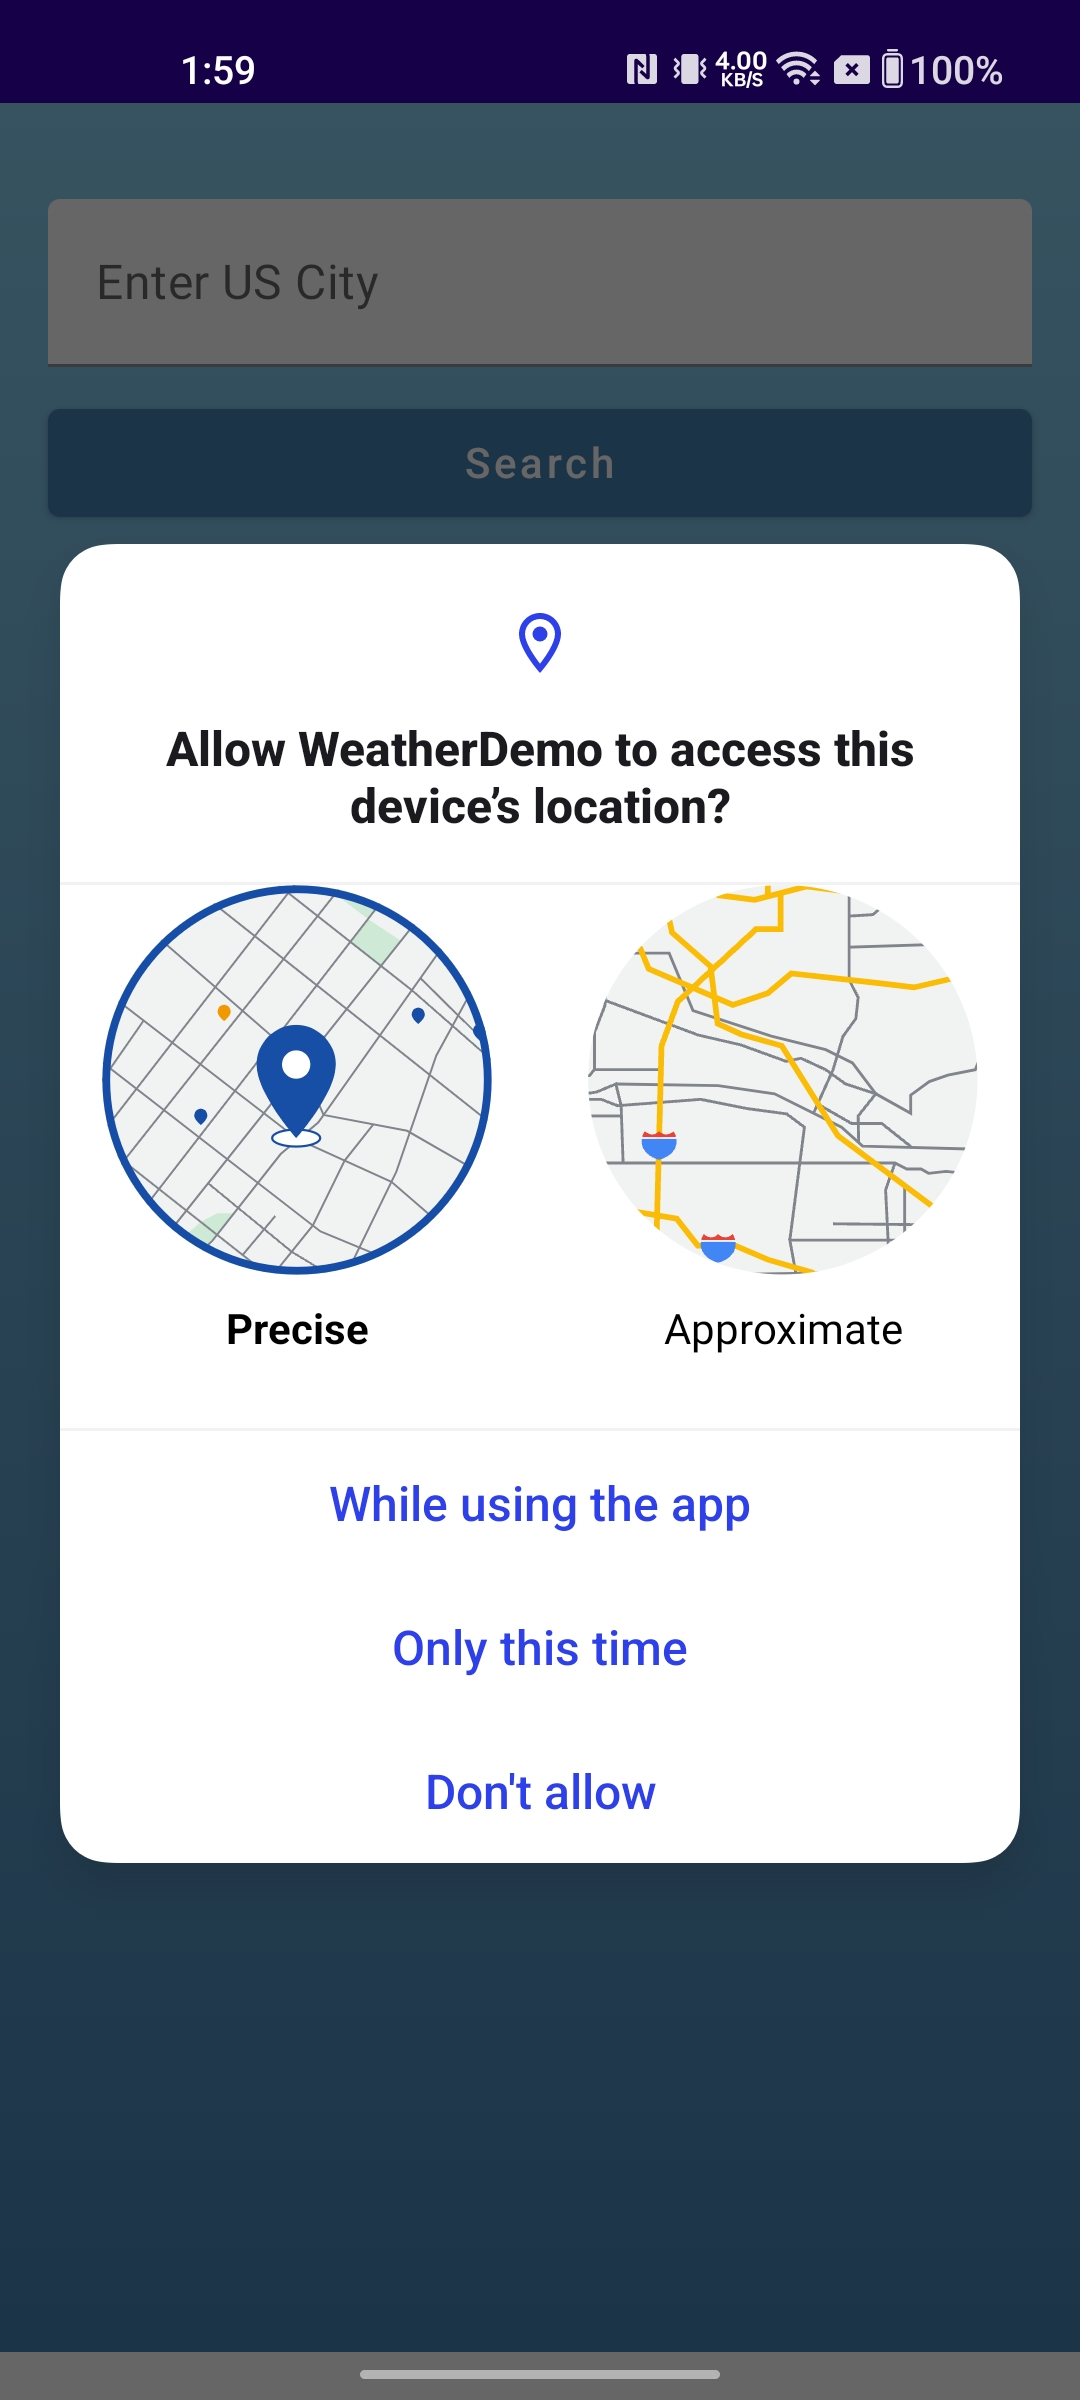 1:59
4.00
KB/S
100%
Enter US City
Search
Allow WeatherDemo to access this
device’s location?
Precise
Approximate
While using the app
Only this time
Don't allow